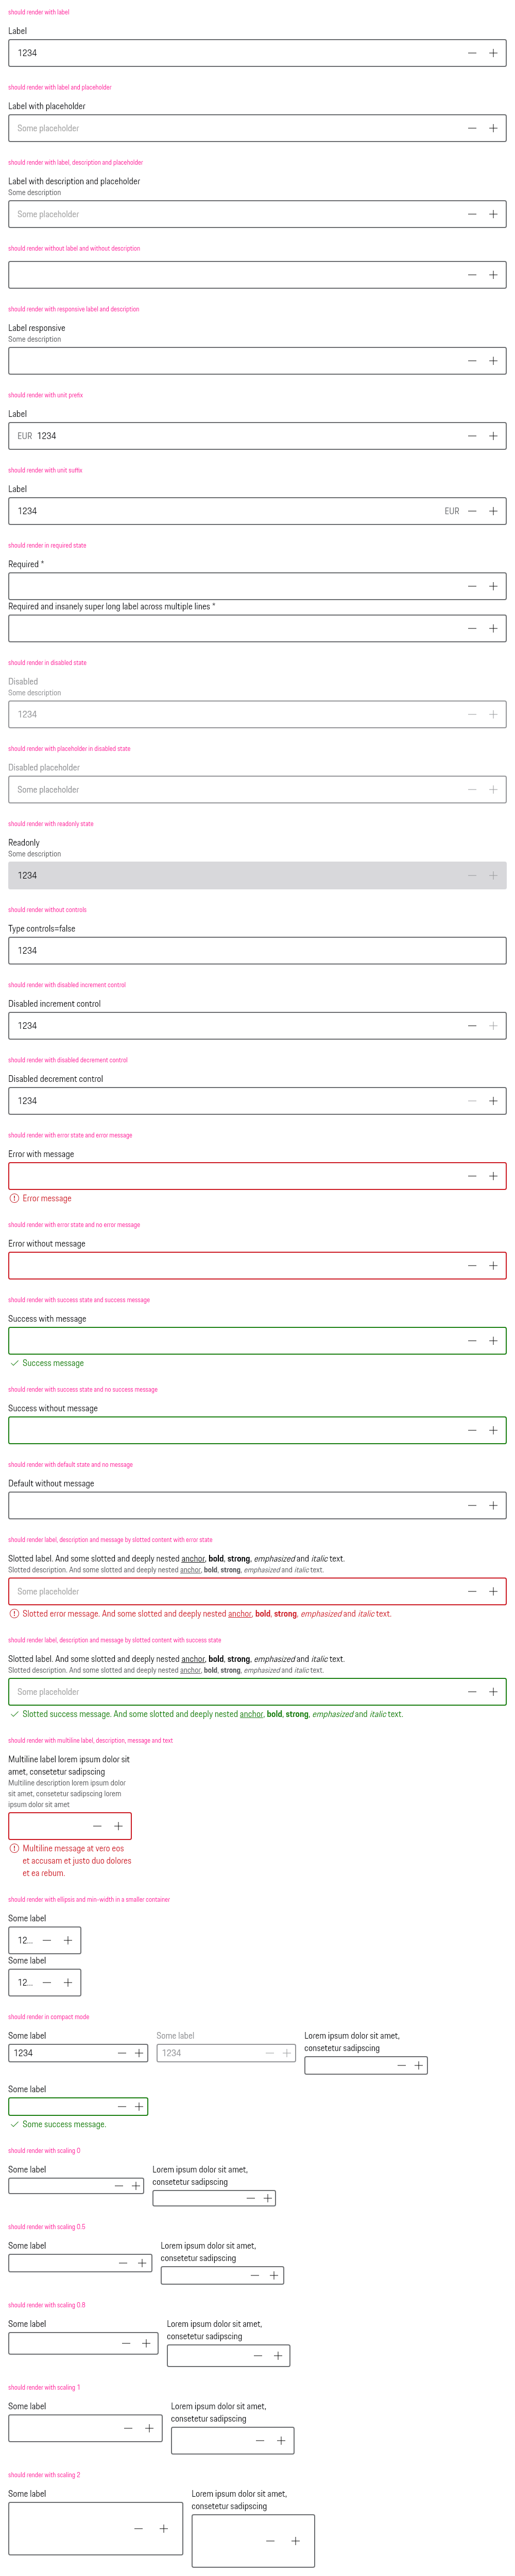 should render with label
Label
1234
should render with label and placeholder
Label with placeholder
Some placeholder
should render with label, description and placeholder
Label with description and placeholder
Some description
Some placeholder
should render without label and without description
should render with responsive label and description
Label responsive
Some description
should render with unit prefix
Label
EUR 1234
should render with unit suffix
Label
1234 EUR
should render in required state
Required *
Required and insanely super long label across multiple lines *
should render in disabled state
Disabled
Some description
1234
should render with placeholder in disabled state
Disabled placeholder
Some placeholder
should render with readonly state
Readonly
Some description
1234
should render without controls
Type controls=false
1234
should render with disabled increment control
Disabled increment control
1234
should render with disabled decrement control
Disabled decrement control
1234
should render with error state and error message
Error with message
Error message
should render with error state and no error message
Error without message
should render with success state and success message
Success with message
Success message
should render with success state and no success message
Success without message
should render with default state and no message
Default without message
should render label, description and message by slotted content with error state
Slotted label. And some slotted and deeply nested anchor, bold, strong, emphasized and italic text.
Slotted description. And some slotted and deeply nested anchor, bold, strong, emphasized and italic text.
Some placeholder
Slotted error message. And some slotted and deeply nested anchor, bold, strong, emphasized and italic text.
should render label, description and message by slotted content with success state
Slotted label. And some slotted and deeply nested anchor, bold, strong, emphasized and italic text.
Slotted description. And some slotted and deeply nested anchor, bold, strong, emphasized and italic text.
Some placeholder
Slotted success message. And some slotted and deeply nested anchor, bold, strong, emphasized and italic text.
should render with multiline label, description, message and text
Multiline label lorem ipsum dolor sit
amet, consetetur sadipscing
Multiline description lorem ipsum dolor
sit amet, consetetur sadipscing lorem
ipsum dolor sit amet
Multiline message at vero eos
et accusam et justo duo dolores
et ea rebum.
should render with ellipsis and min-width in a smaller container
Some label
12...
Some label
12...
should render in compact mode
Some label
1234
Some label
1234
Lorem ipsum dolor sit amet,
consetetur sadipscing
Some label
Some success message.
should render with scaling 0
Some label
Lorem ipsum dolor sit amet,
consetetur sadipscing
should render with scaling 0.5
Some label
Lorem ipsum dolor sit amet,
consetetur sadipscing
should render with scaling 0.8
Some label
Lorem ipsum dolor sit amet,
consetetur sadipscing
should render with scaling 1
Some label
Lorem ipsum dolor sit amet,
consetetur sadipscing
should render with scaling 2
Some label
Lorem ipsum dolor sit amet,
consetetur sadipscing